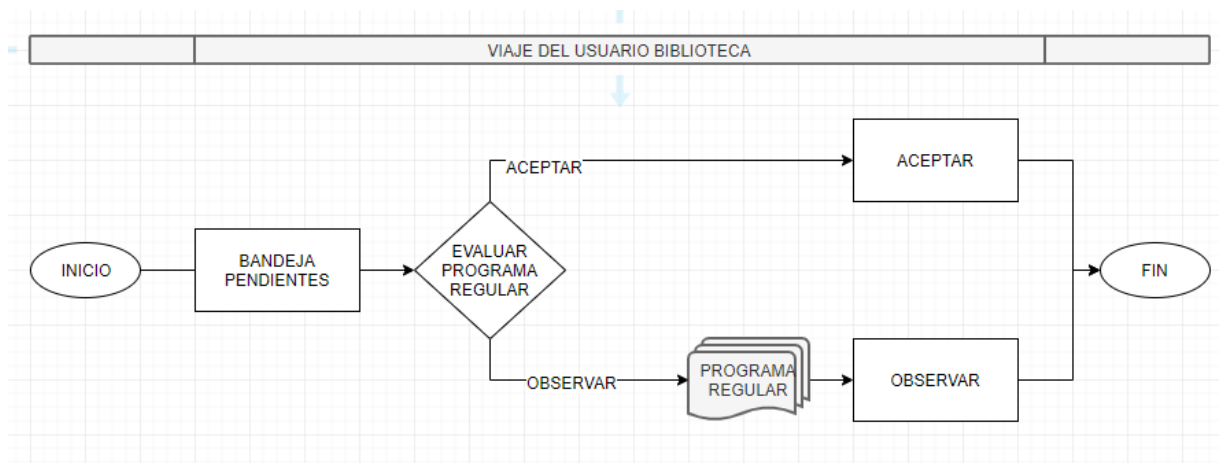 VIAJE DEL USUARIO BIBLIOTECA
ACEPTAR
ACEPTAR
INICIO
BANDEJA
PENDIENTES
EVALUAR
PROGRAMA
REGULAR
FIN
OBSERVAR
PROGRAMA
REGULAR
OBSERVAR